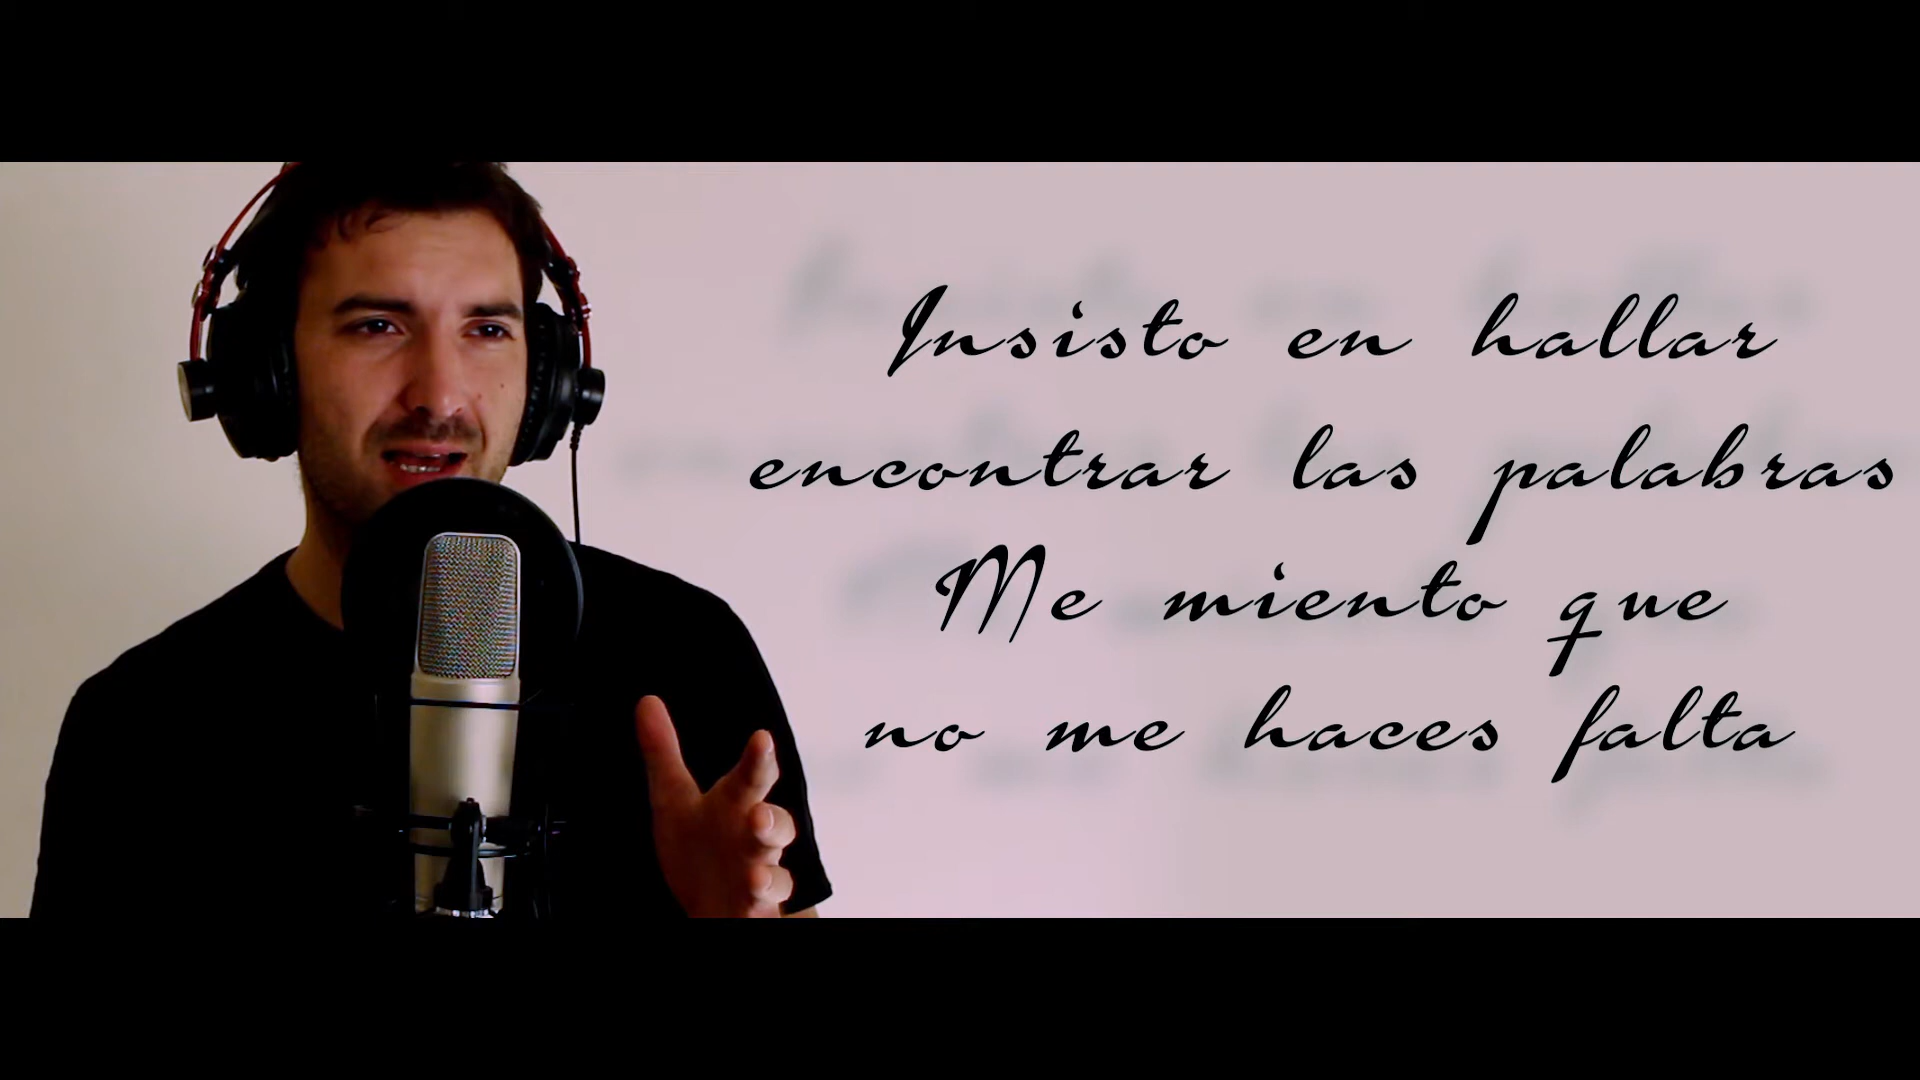 Insisto en hallar
encontrar las palabras
Me miento que
no me haces falta